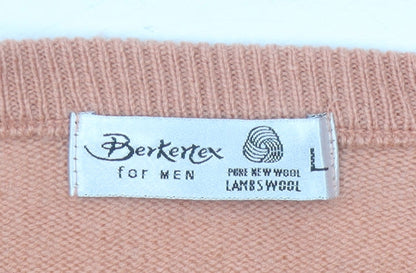 Berkertex
for MEN
PURE NEW WOOL
LAMBSWOOL
L